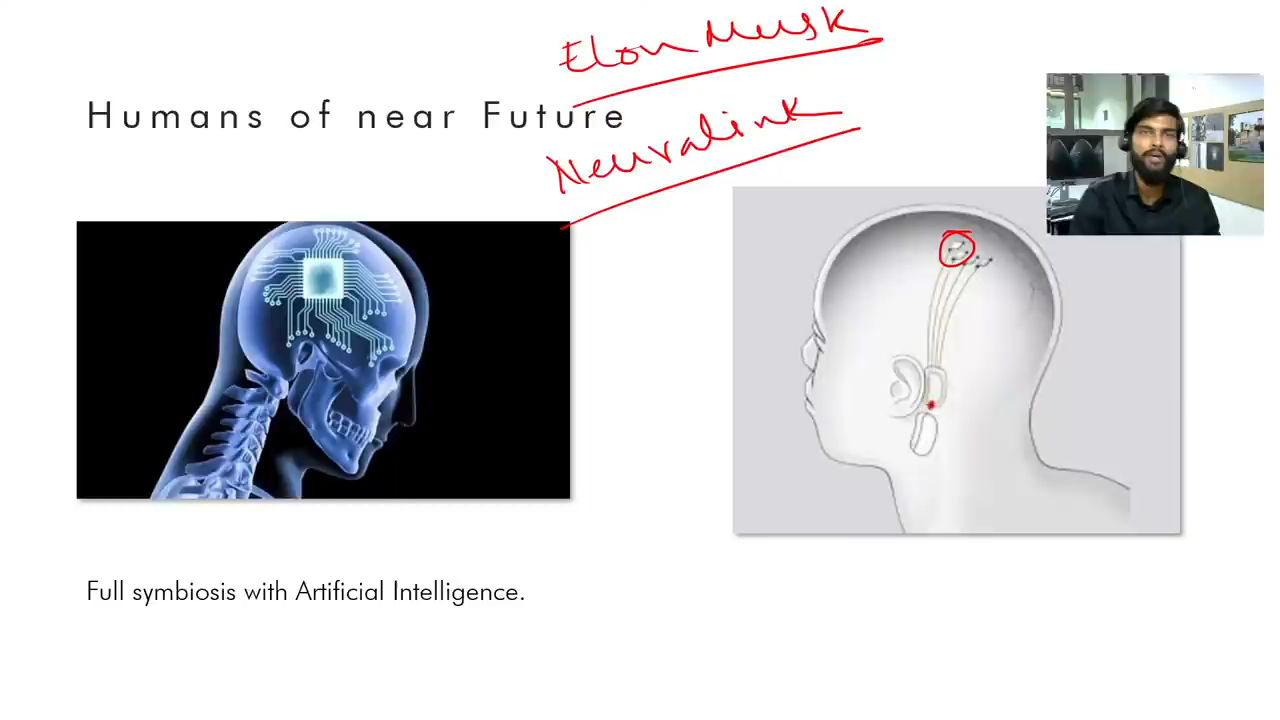 Elon Musk
Humans of near Future
Neuralink
Full symbiosis with Artificial Intelligence.